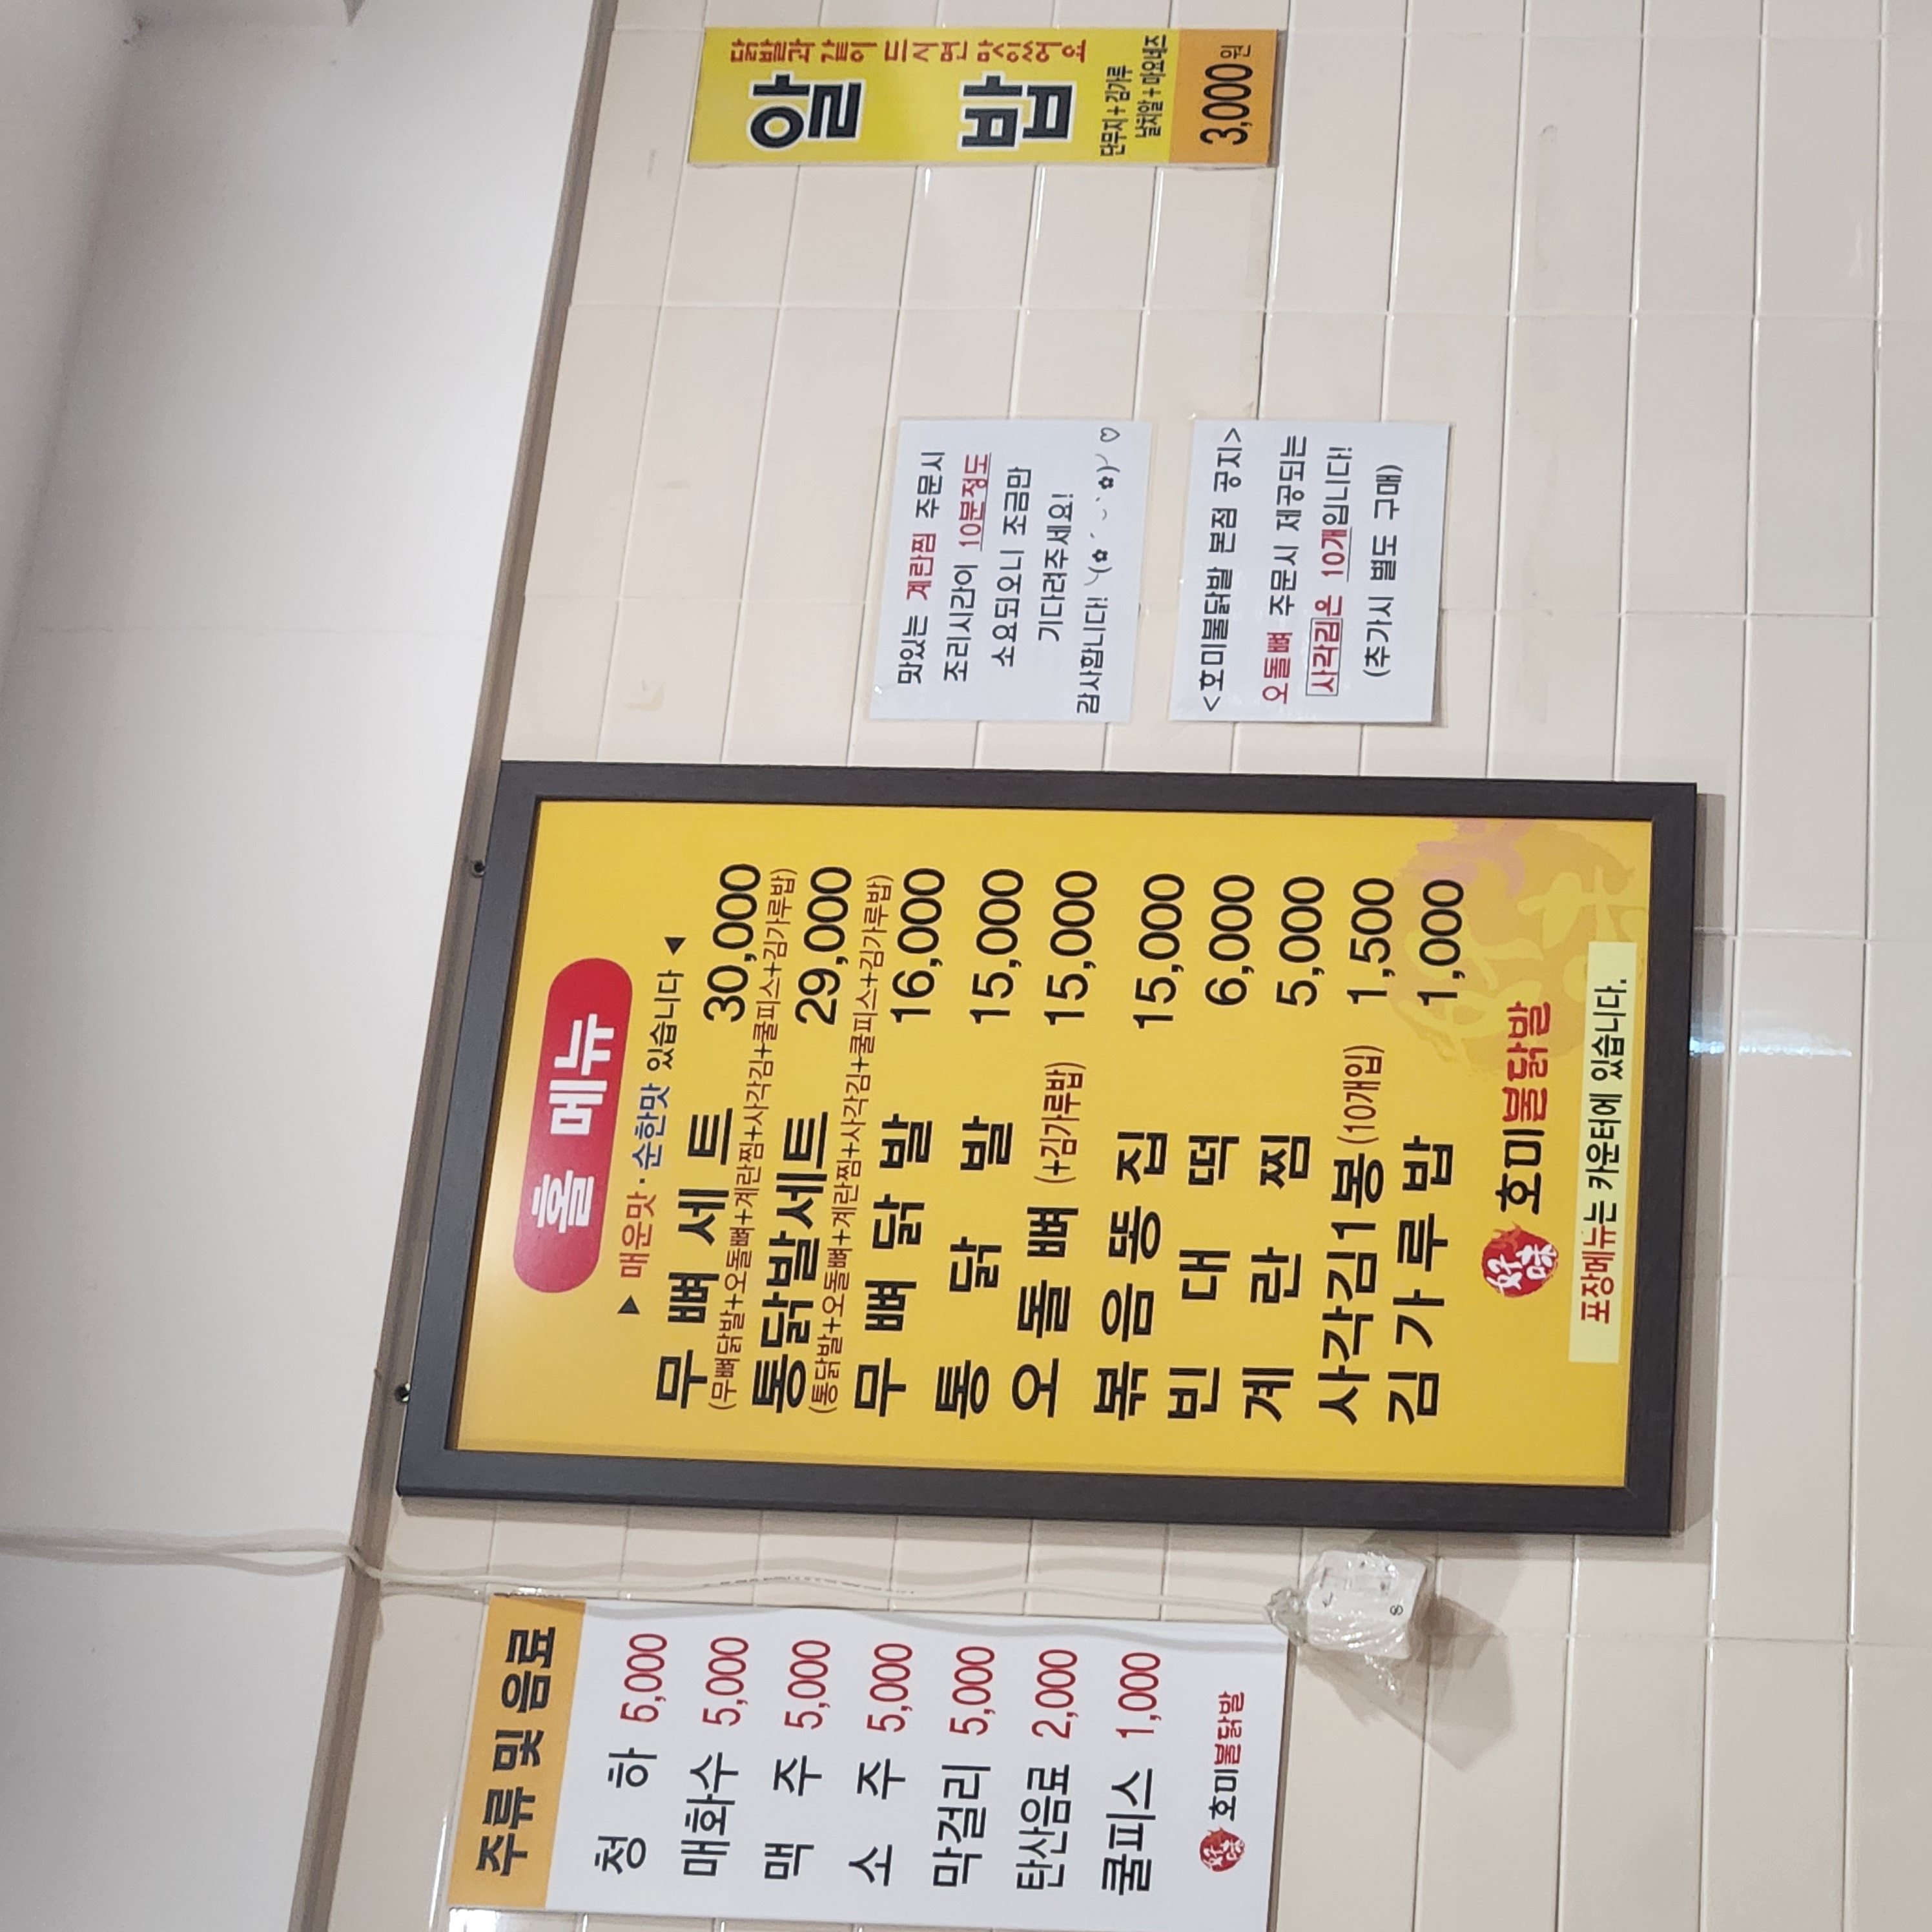 주류 및 음료
청 하 6,000
매화수 5,000
맥 주 5,000
소 주 5,000
막걸리 5,000
탄산음료 2,000
쿨피스 1,000
好味 호미불닭발
홀 메뉴
▶ 매운맛·순한맛 있습니다 ◀
무 뼈 세 트 30,000
(무뼈닭발+오돌뼈+계란찜+사각김+쿨피스+김가루밥)
통닭발세트 29,000
(통닭발+오돌뼈+계란찜+사각김+쿨피스+김가루밥)
무 뼈 닭 발 16,000
통 닭 발 15,000
오 돌 뼈 (+김가루밥) 15,000
볶 음 똥 집 15,000
빈 대 떡 6,000
계 란 찜 5,000
사각김1봉(10개입) 1,500
김 가 루 밥 1,000
好味 호미불닭발
포장메뉴는 카운터에 있습니다.
맛있는 계란찜 주문시
조리시간이 10분정도
소요되오니 조금만
기다려주세요!
감사합니다! ╰(✿´⌣`✿)╯♡
<호미불닭발 본점 공지>
오돌뼈 주문시 제공되는
사각김은 10개입니다!
(추가시 별도 구매)
닭발과 같이 드시면 맛있어요
알 밥
단무지+김가루
날치알+마요네즈
3,000원